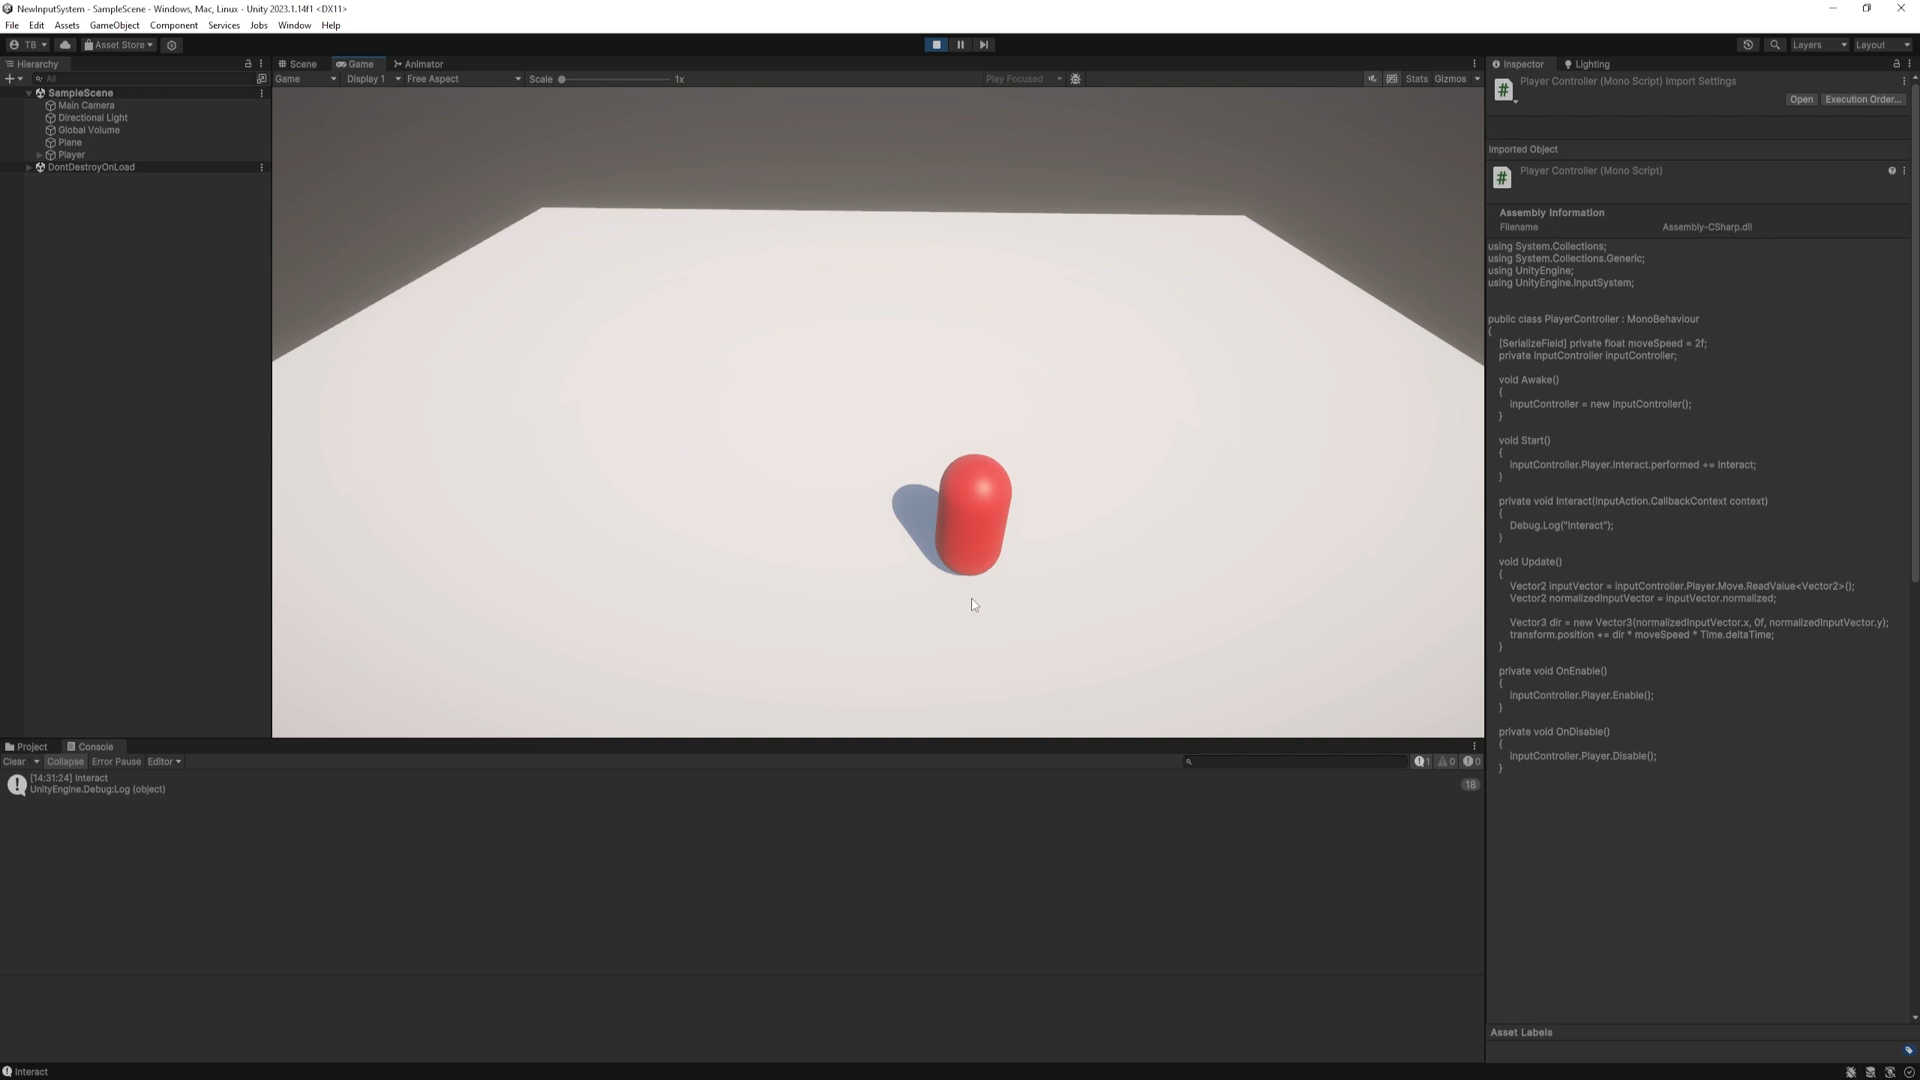 NewInputSystem - SampleScene - Windows, Mac, Linux - Unity 2023.1.14f1 <DX11>
File Edit Assets GameObject Component Services Jobs Window Help
TB Asset Store Layers Layout
Hierarchy
All
SampleScene
Main Camera
Directional Light
Global Volume
Plane
Player
DontDestroyOnLoad
Scene Game Animator
Game Display 1 Free Aspect Scale 1x Play Focused Stats Gizmos
Inspector Lighting
Player Controller (Mono Script) Import Settings
Open Execution Order...
Imported Object
Player Controller (Mono Script)
Assembly Information
Filename Assembly-CSharp.dll
using System.Collections;
using System.Collections.Generic;
using UnityEngine;
using UnityEngine.InputSystem;
public class PlayerController : MonoBehaviour
{
[SerializeField] private float moveSpeed = 2f;
private InputController inputController;
void Awake()
{
inputController = new InputController();
}
void Start()
{
inputController.Player.Interact.performed += Interact;
}
private void Interact(InputAction.CallbackContext context)
{
Debug.Log("Interact");
}
void Update()
{
Vector2 inputVector = inputController.Player.Move.ReadValue<Vector2>();
Vector2 normalizedInputVector = inputVector.normalized;
Vector3 dir = new Vector3(normalizedInputVector.x, 0f, normalizedInputVector.y);
transform.position += dir * moveSpeed * Time.deltaTime;
}
private void OnEnable()
{
inputController.Player.Enable();
}
private void OnDisable()
{
inputController.Player.Disable();
}
Asset Labels
Project Console
Clear Collapse Error Pause Editor 1 0 0
[14:31:24] Interact
UnityEngine.Debug:Log (object)
18
Interact